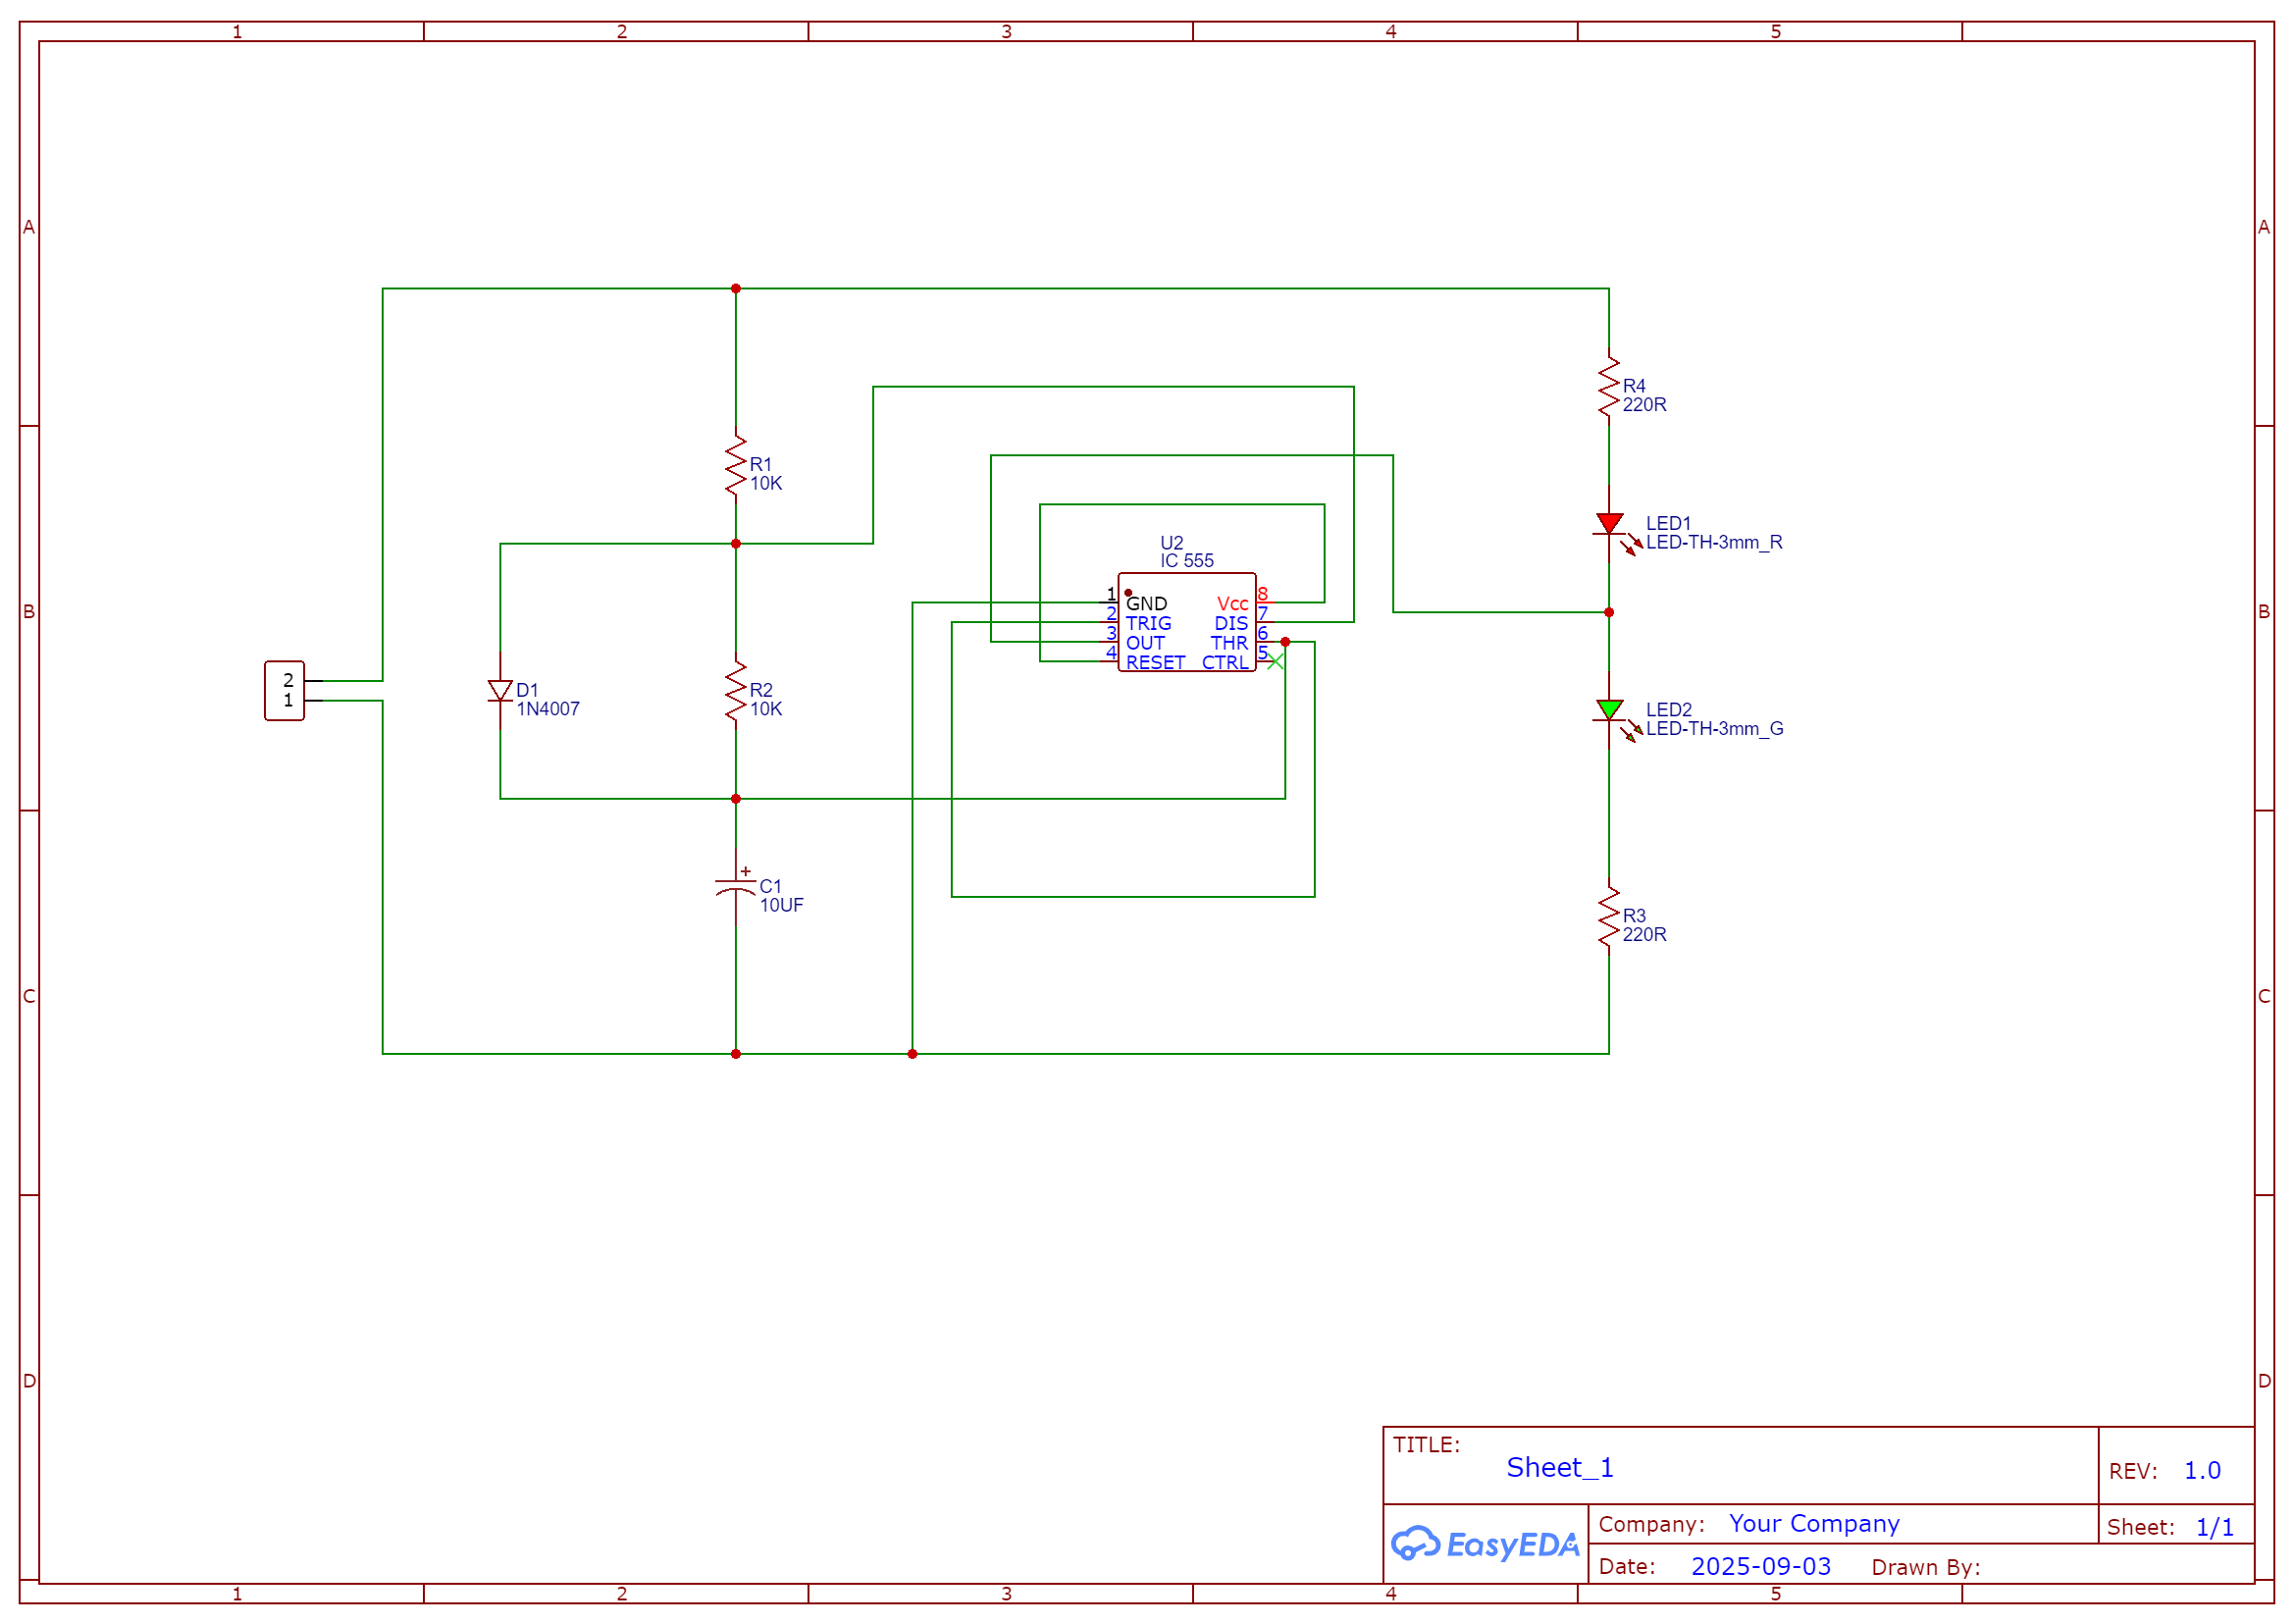 1 2 3 4 5
A A
R4
220R
R1
10K
LED1
LED-TH-3mm_R
U2
IC 555
1 GND Vcc 8
2 TRIG DIS 7
3 OUT THR 6
4 RESET CTRL 5
B B
2
1
D1
1N4007
R2
10K
LED2
LED-TH-3mm_G
+
C1
10UF
R3
220R
C C
D D
TITLE:
Sheet_1
REV: 1.0
EasyEDA
Company: Your Company
Sheet: 1/1
Date: 2025-09-03 Drawn By:
1 2 3 4 5